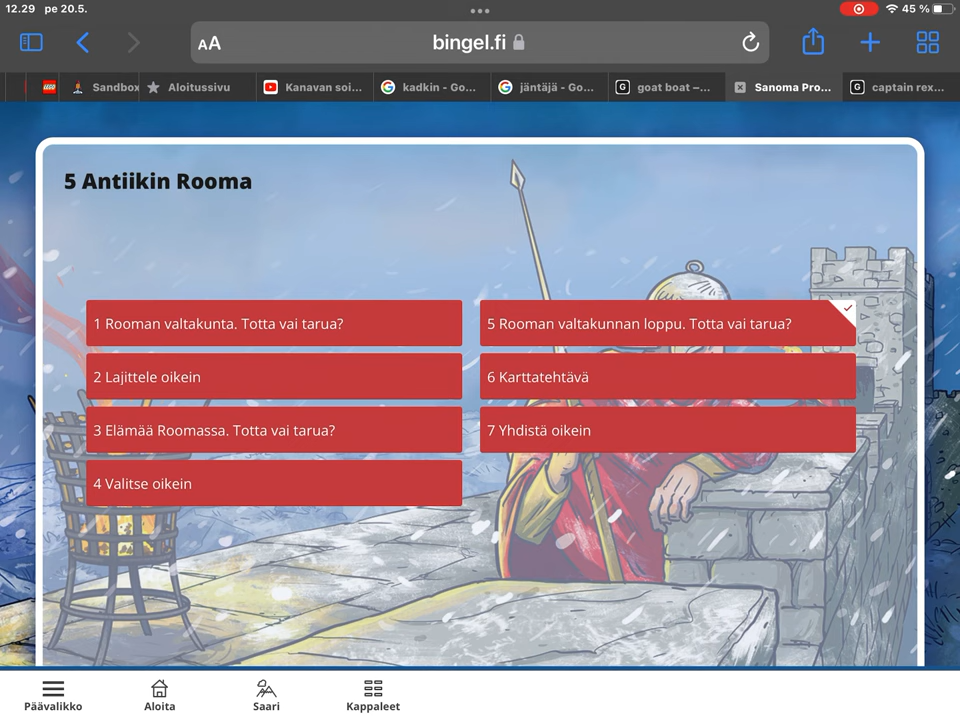 12.29 pe 20.5.
45 %
AA
bingel.fi
LEGO
Sandbox
Aloitussivu
Kanavan soi...
kadkin - Go...
jäntäjä - Go...
goat boat –...
Sanoma Pro...
captain rex...
5 Antiikin Rooma
1 Rooman valtakunta. Totta vai tarua?
2 Lajittele oikein
3 Elämää Roomassa. Totta vai tarua?
4 Valitse oikein
5 Rooman valtakunnan loppu. Totta vai tarua?
6 Karttatehtävä
7 Yhdistä oikein
Päävalikko
Aloita
Saari
Kappaleet